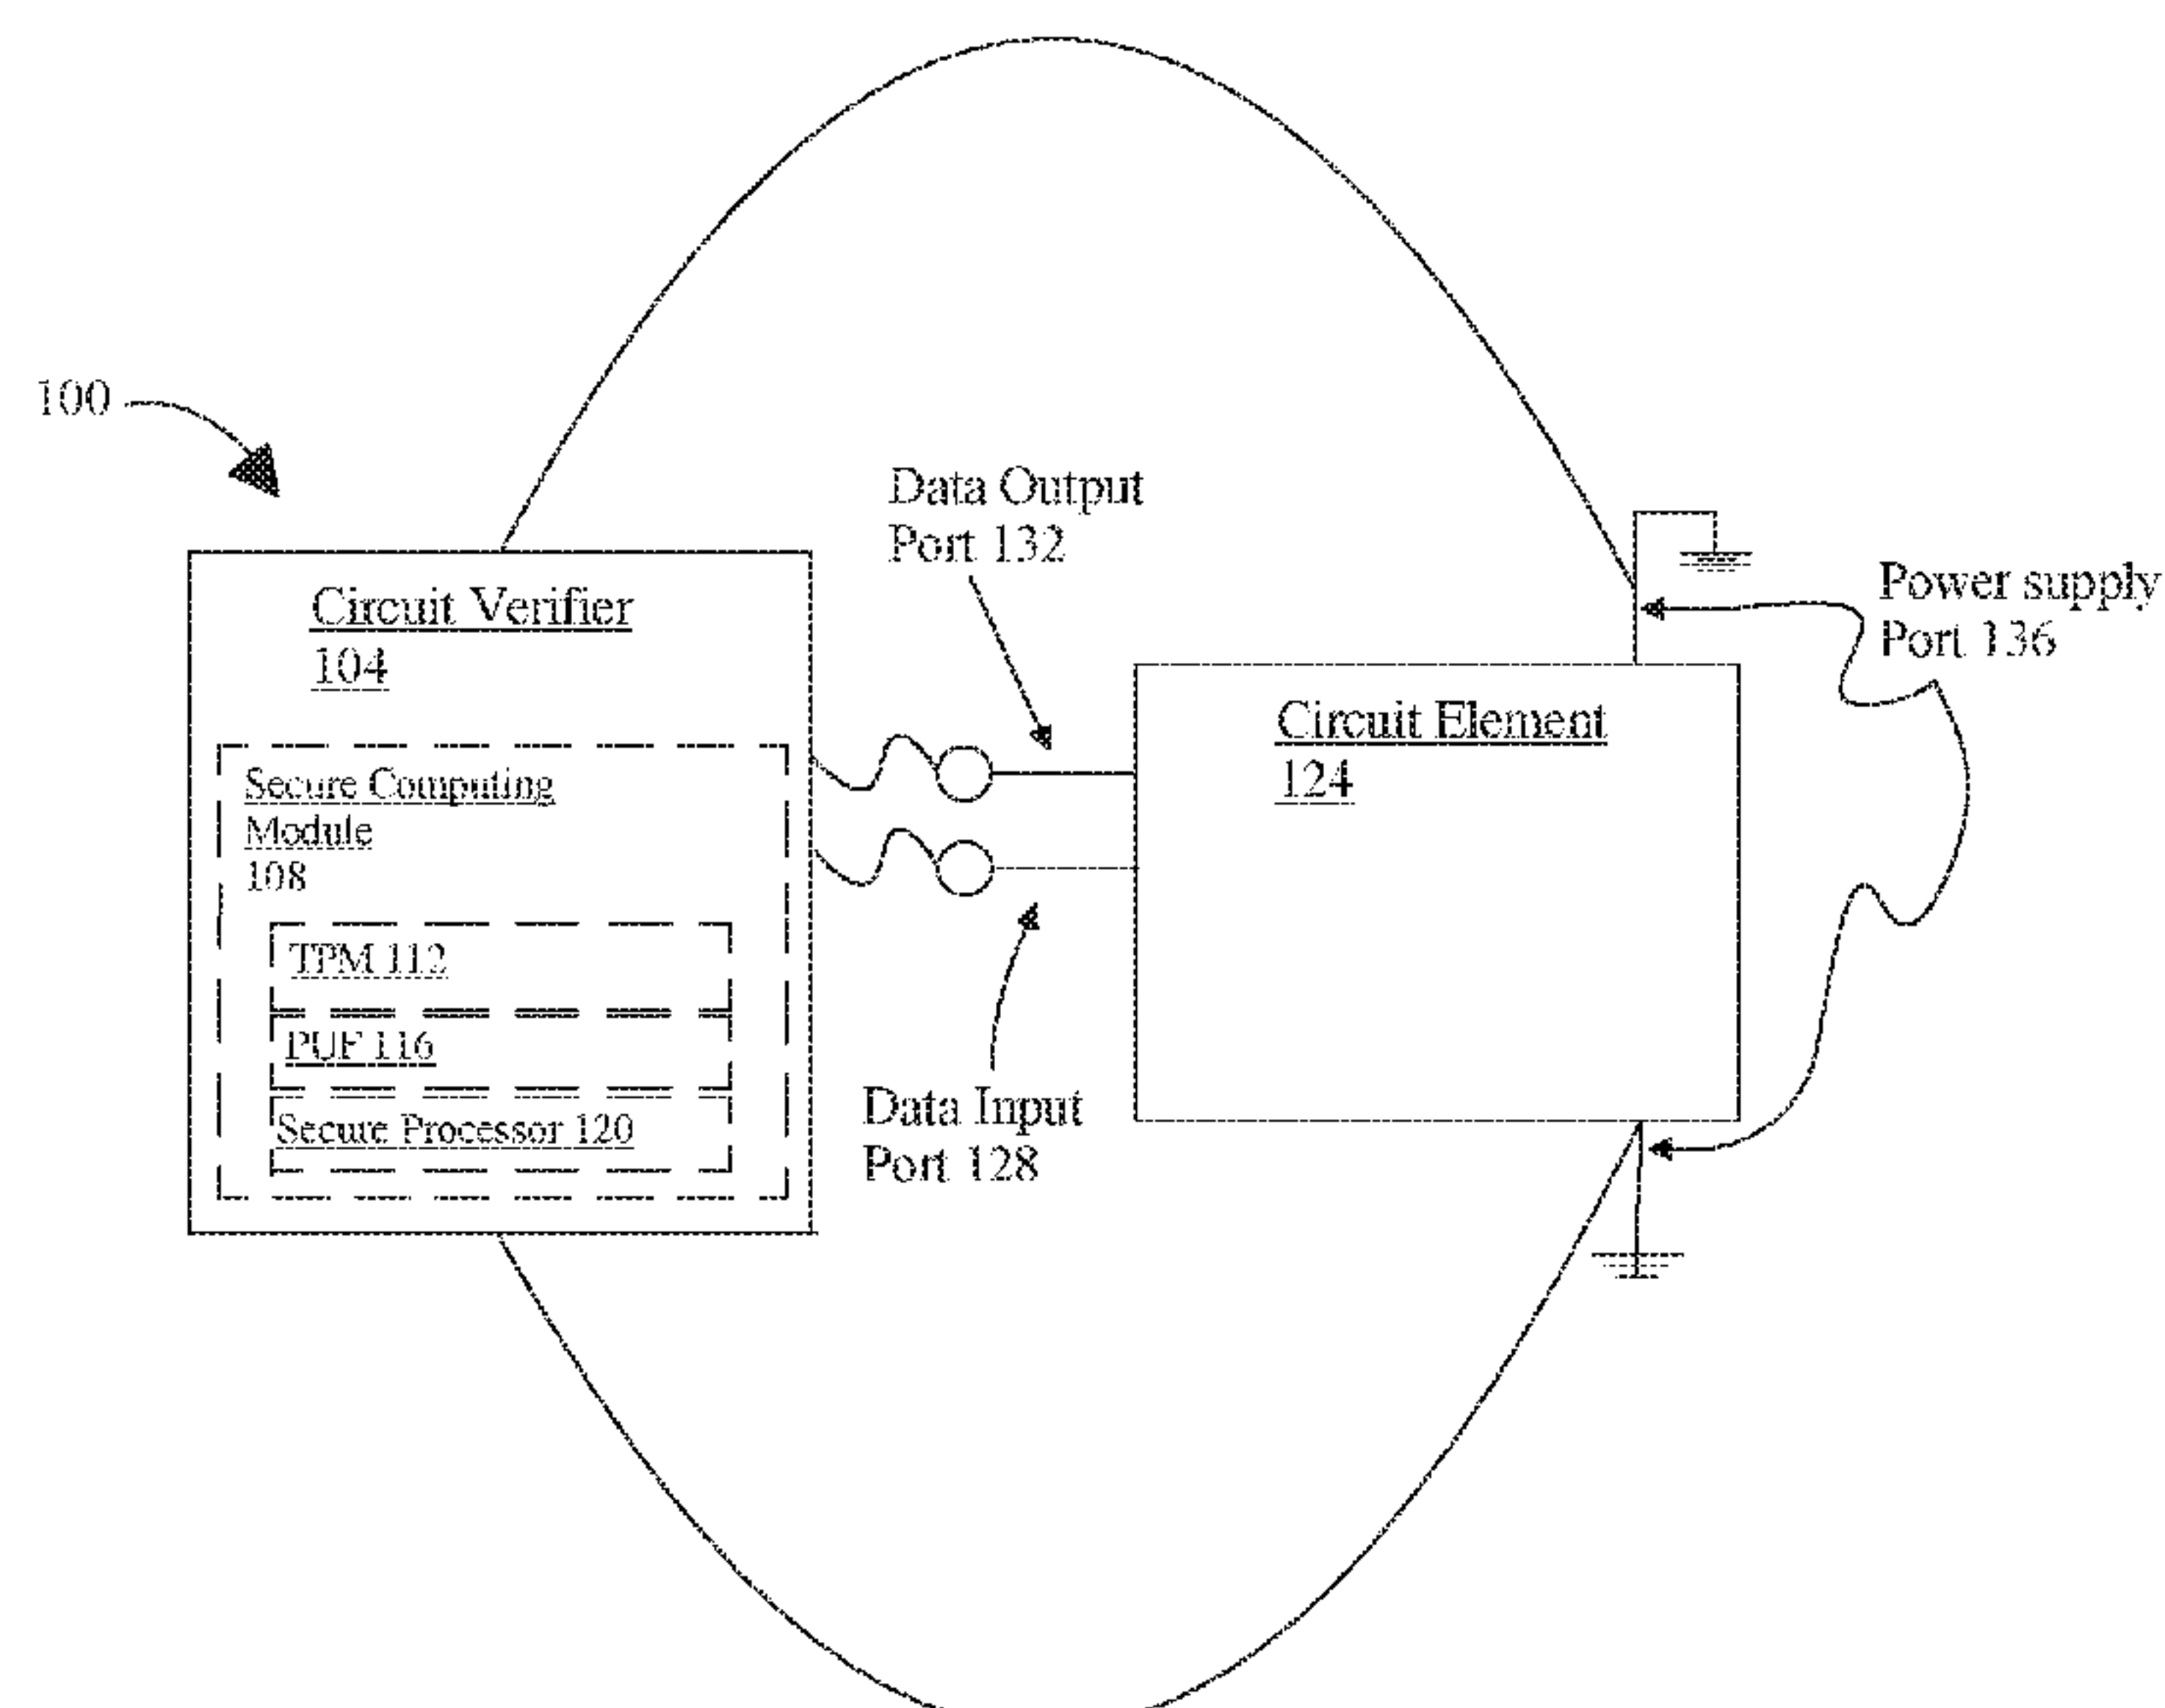 100
Circuit Verifier
104
Secure Computing
Module
108
TPM 112
PUF 116
Secure Processor 120
Data Output
Port 132
Data Input
Port 128
Circuit Element
124
Power supply
Port 136